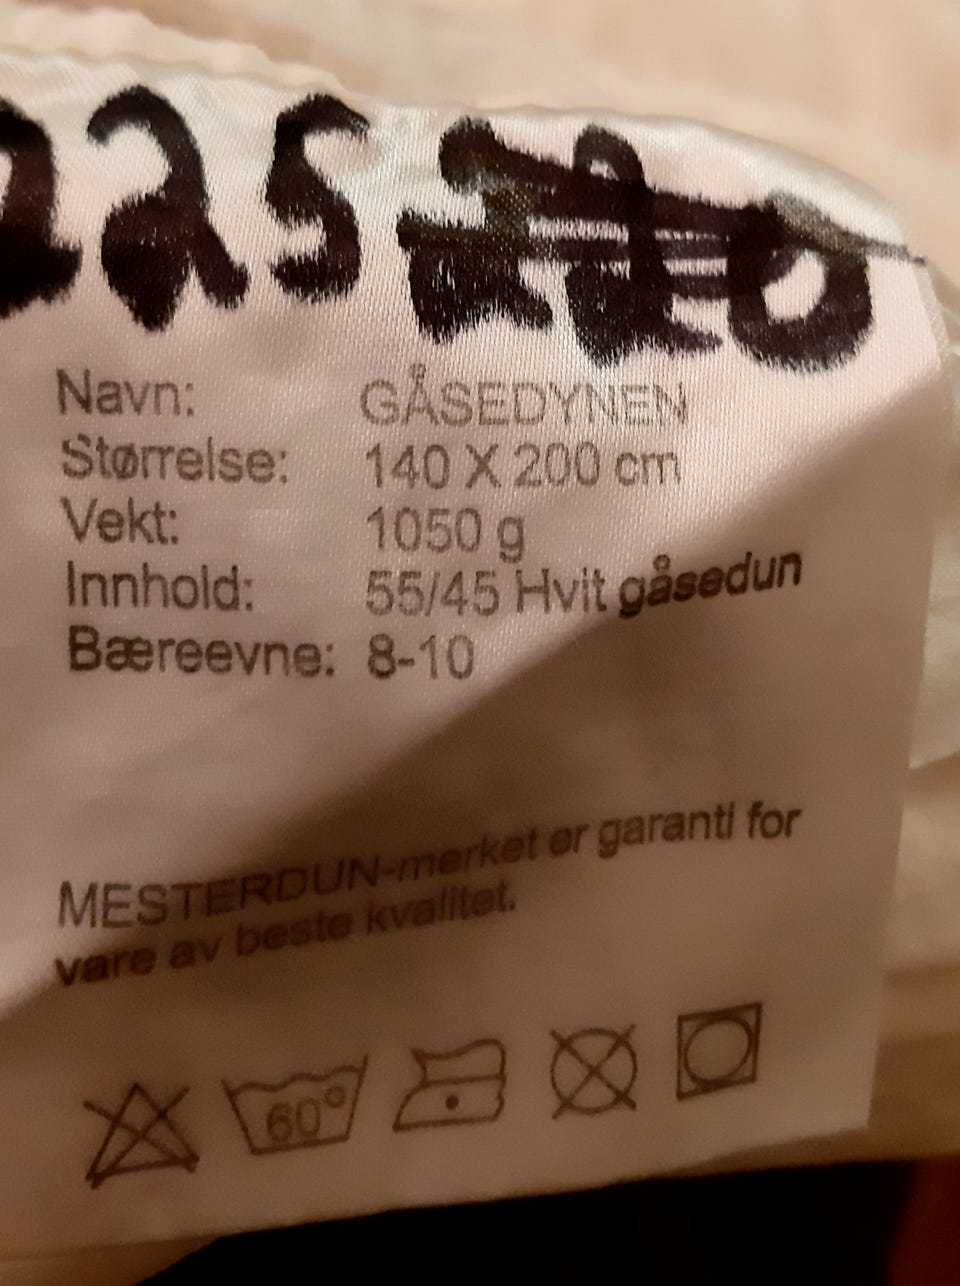 225
Navn: GÅSEDYNEN
Størrelse: 140 X 200 cm
Vekt: 1050 g
Innhold: 55/45 Hvit gåsedun
Bæreevne: 8-10
MESTERDUN-merket er garanti for
vare av beste kvalitet.
60°